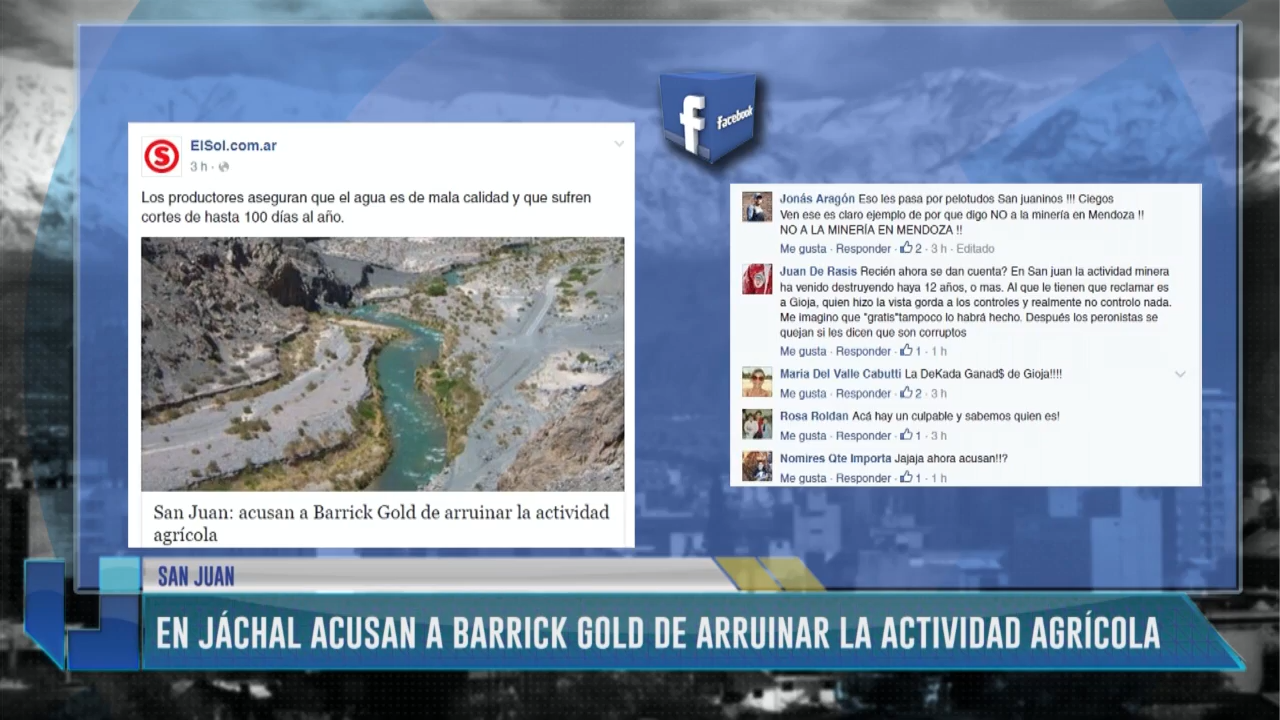 ElSol.com.ar
3 h ·
Los productores aseguran que el agua es de mala calidad y que sufren
cortes de hasta 100 días al año.
San Juan: acusan a Barrick Gold de arruinar la actividad
agrícola
f facebook
Jonás Aragón Eso les pasa por pelotudos San juaninos !!! Ciegos
Ven ese es claro ejemplo de por que digo NO a la minería en Mendoza !!
NO A LA MINERÍA EN MENDOZA !!
Me gusta · Responder · 2 · 3 h · Editado
Juan De Rasis Recién ahora se dan cuenta? En San juan la actividad minera
ha venido destruyendo haya 12 años, o mas. Al que le tienen que reclamar es
a Gioja, quien hizo la vista gorda a los controles y realmente no controlo nada.
Me imagino que "gratis"tampoco lo habrá hecho. Después los peronistas se
quejan si les dicen que son corruptos
Me gusta · Responder · 1 · 1 h
Maria Del Valle Cabutti La DeKada Ganad$ de Gioja!!!!
Me gusta · Responder · 2 · 3 h
Rosa Roldan Acá hay un culpable y sabemos quien es!
Me gusta · Responder · 1 · 3 h
Nomires Qte Importa Jajaja ahora acusan!!?
Me gusta · Responder · 1 · 1 h
SAN JUAN
EN JÁCHAL ACUSAN A BARRICK GOLD DE ARRUINAR LA ACTIVIDAD AGRÍCOLA